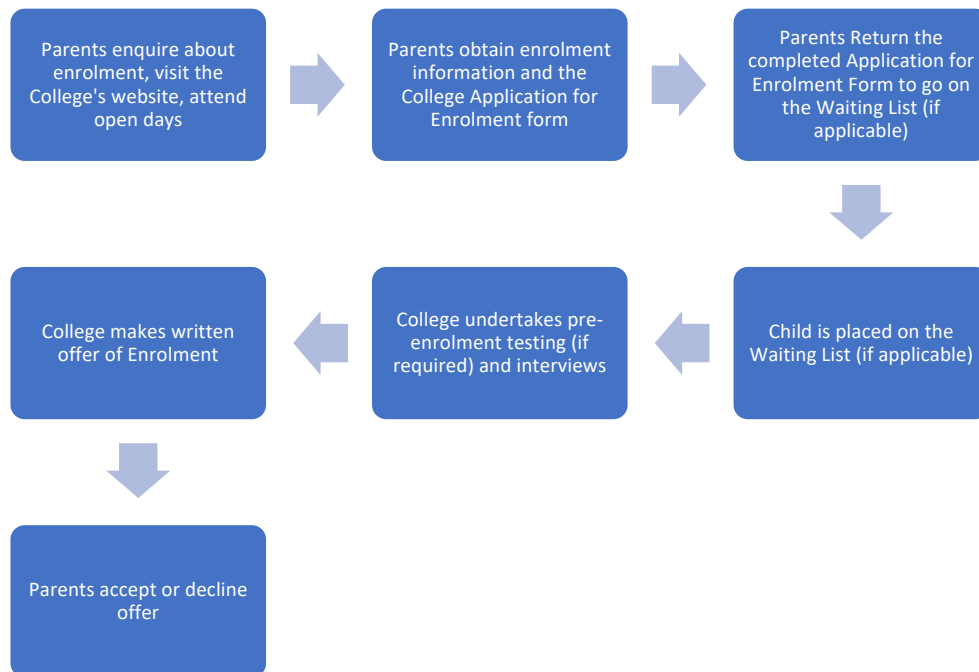 Parents enquire about
enrolment, visit the
College's website, attend
open days
Parents obtain enrolment
information and the
College Application for
Enrolment form
Parents Return the
completed Application for
Enrolment Form to go on
the Waiting List (if
applicable)
Child is placed on the
Waiting List (if applicable)
College undertakes pre-
enrolment testing (if
required) and interviews
College makes written
offer of Enrolment
Parents accept or decline
offer